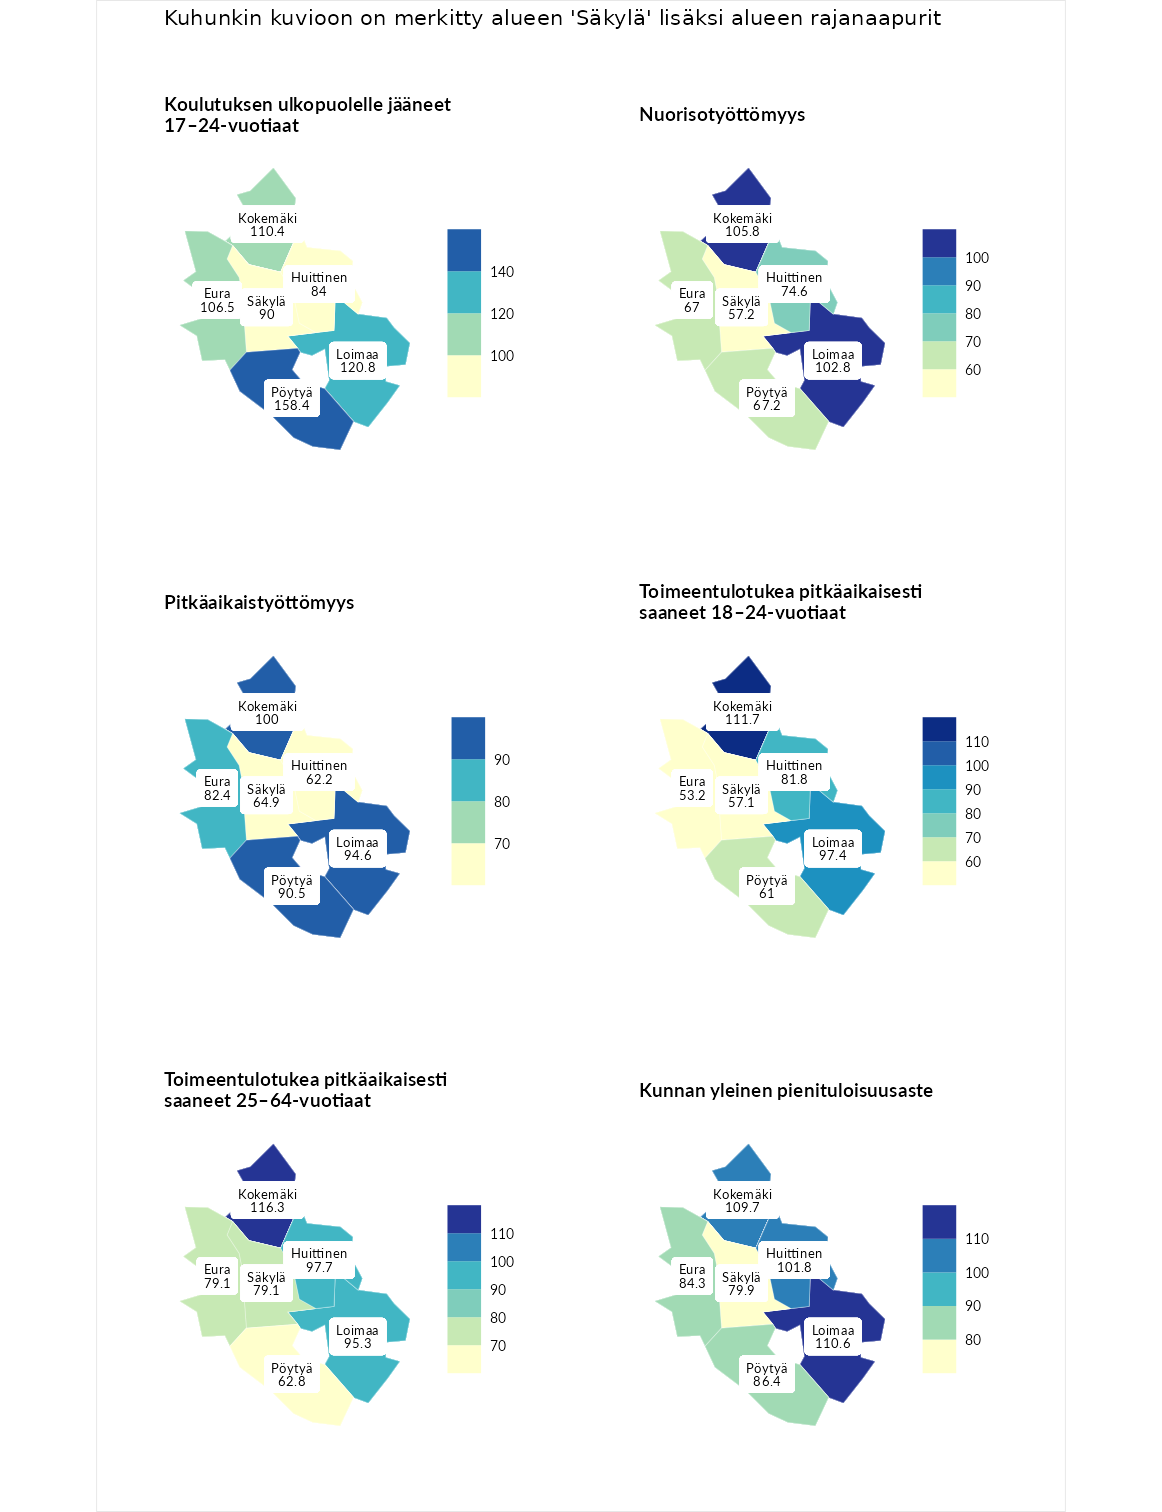 Kuhunkin kuvioon on merkitty alueen 'Säkylä' lisäksi alueen rajanaapurit
Koulutuksen ulkopuolelle jääneet
17–24-vuotiaat
Kokemäki
110.4
Huittinen
84
Eura
106.5
Säkylä
90
Loimaa
120.8
Pöytyä
158.4
140
120
100
Nuorisotyöttömyys
Kokemäki
105.8
Huittinen
74.6
Eura
67
Säkylä
57.2
Loimaa
102.8
Pöytyä
67.2
100
90
80
70
60
Pitkäaikaistyöttömyys
Kokemäki
100
Huittinen
62.2
Eura
82.4
Säkylä
64.9
Loimaa
94.6
Pöytyä
90.5
90
80
70
Toimeentulotukea pitkäaikaisesti
saaneet 18–24-vuotiaat
Kokemäki
111.7
Huittinen
81.8
Eura
53.2
Säkylä
57.1
Loimaa
97.4
Pöytyä
61
110
100
90
80
70
60
Toimeentulotukea pitkäaikaisesti
saaneet 25–64-vuotiaat
Kokemäki
116.3
Huittinen
97.7
Eura
79.1
Säkylä
79.1
Loimaa
95.3
Pöytyä
62.8
110
100
90
80
70
Kunnan yleinen pienituloisuusaste
Kokemäki
109.7
Huittinen
101.8
Eura
84.3
Säkylä
79.9
Loimaa
110.6
Pöytyä
86.4
110
100
90
80